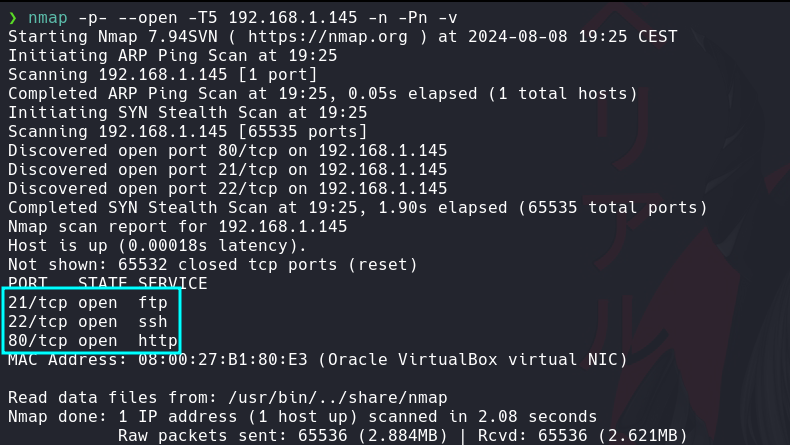 ❯ nmap -p- --open -T5 192.168.1.145 -n -Pn -v
Starting Nmap 7.94SVN ( https://nmap.org ) at 2024-08-08 19:25 CEST
Initiating ARP Ping Scan at 19:25
Scanning 192.168.1.145 [1 port]
Completed ARP Ping Scan at 19:25, 0.05s elapsed (1 total hosts)
Initiating SYN Stealth Scan at 19:25
Scanning 192.168.1.145 [65535 ports]
Discovered open port 80/tcp on 192.168.1.145
Discovered open port 21/tcp on 192.168.1.145
Discovered open port 22/tcp on 192.168.1.145
Completed SYN Stealth Scan at 19:25, 1.90s elapsed (65535 total ports)
Nmap scan report for 192.168.1.145
Host is up (0.00018s latency).
Not shown: 65532 closed tcp ports (reset)
PORT   STATE SERVICE
21/tcp open  ftp
22/tcp open  ssh
80/tcp open  http
MAC Address: 08:00:27:B1:80:E3 (Oracle VirtualBox virtual NIC)
Read data files from: /usr/bin/../share/nmap
Nmap done: 1 IP address (1 host up) scanned in 2.08 seconds
Raw packets sent: 65536 (2.884MB) | Rcvd: 65536 (2.621MB)
リアル